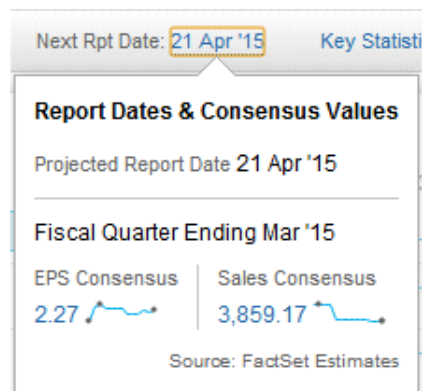 Next Rpt Date: 21 Apr '15 Key Statisti
Report Dates & Consensus Values
Projected Report Date 21 Apr '15
Fiscal Quarter Ending Mar '15
EPS Consensus Sales Consensus
2.27 3,859.17
Source: FactSet Estimates